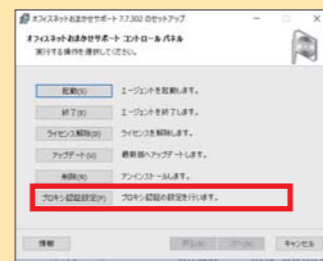 オフィスネットおまかせサポート 7.7.302 のセットアップ
オフィスネットおまかせサポート コントロール パネル
実行する操作を選択してください。
起動(S) エージェントを起動します。
終了(T) エージェントを終了します。
ライセンス解除(D) ライセンスを解除します。
アップデート(U) 最新版へアップデートします。
削除(R) アンインストールします。
プロキシ認証設定(P) プロキシ認証の設定を行います。
情報 戻る(B) 次へ(N) キャンセル